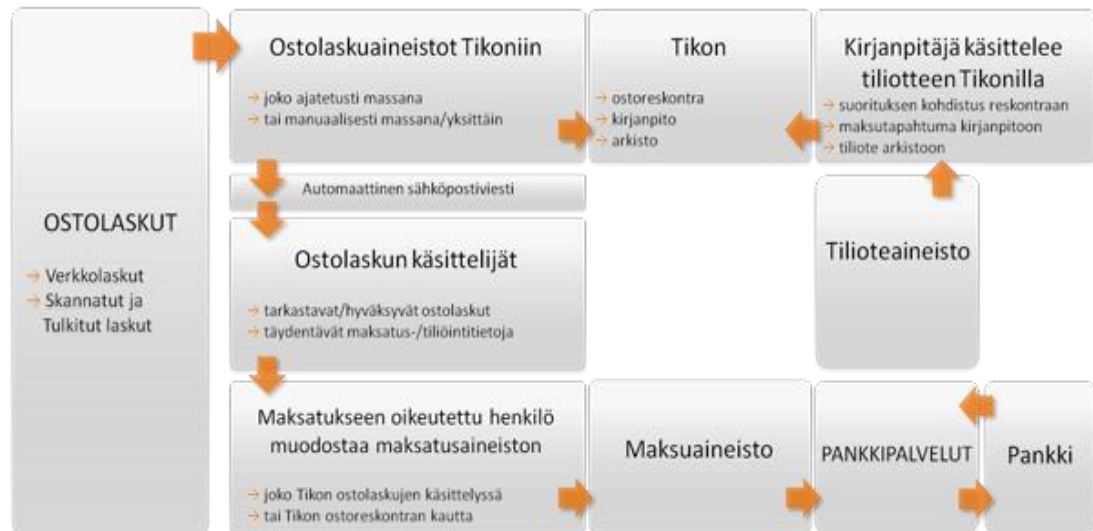 OSTOLASKUT
→ Verkkolaskut
→ Skannatut ja
Tulkitut laskut
Ostolaskuaineistot Tikoniin
→ joko ajatetusti massana
→ tai manuaalisesti massana/yksittäin
Tikon
→ ostoreskontra
→ kirjanpito
→ arkisto
Kirjanpitäjä käsittelee
tiliotteen Tikonilla
→ suorituksen kohdistus reskontraan
→ maksutapahtuma kirjanpitoon
→ tiliote arkistoon
Automaattinen sähköpostiviesti
Ostolaskun käsittelijät
→ tarkastavat/hyväksyvät ostolaskut
→ täydentävät maksatus-/tiliöintitietoja
Tilioteaineisto
Maksatukseen oikeutettu henkilö
muodostaa maksatusaineiston
→ joko Tikon ostolaskujen käsittelyssä
→ tai Tikon ostoreskontran kautta
Maksuaineisto
PANKKIPALVELUT
Pankki